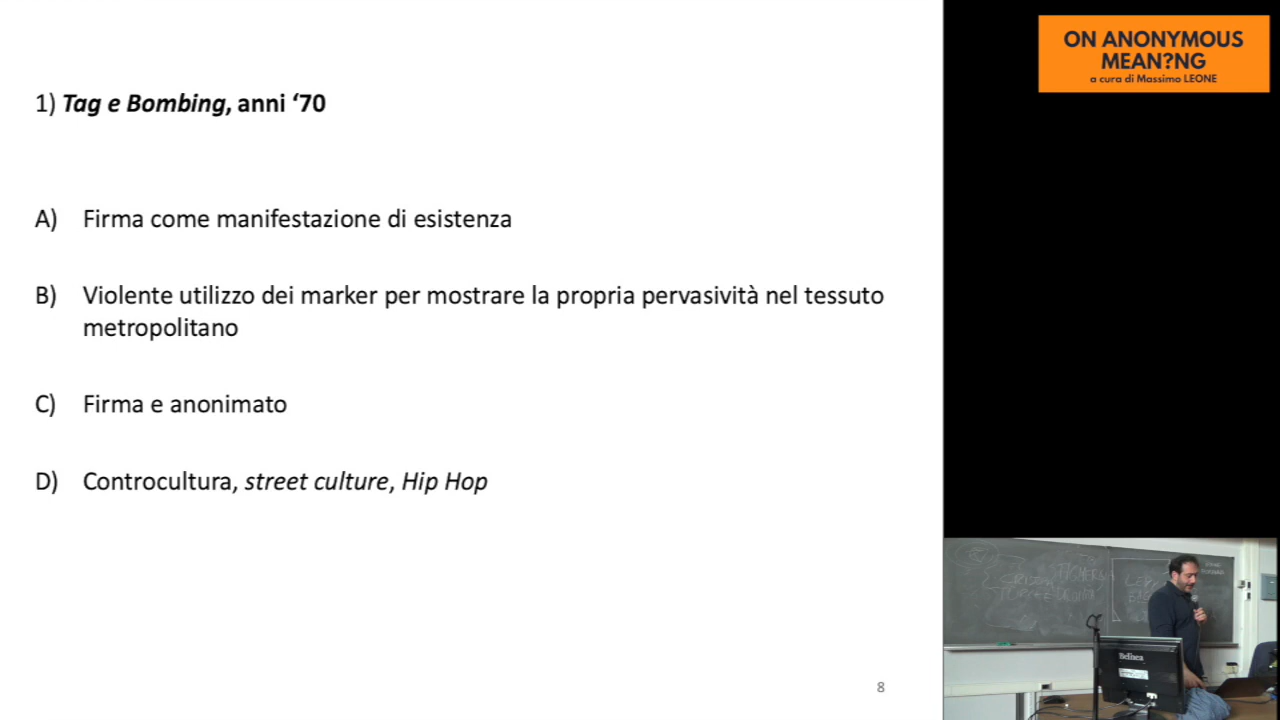 1) Tag e Bombing, anni ‘70
A) Firma come manifestazione di esistenza
B) Violente utilizzo dei marker per mostrare la propria pervasività nel tessuto
metropolitano
C) Firma e anonimato
D) Controcultura, street culture, Hip Hop
8
ON ANONYMOUS
MEAN?NG
a cura di Massimo LEONE
Belinea